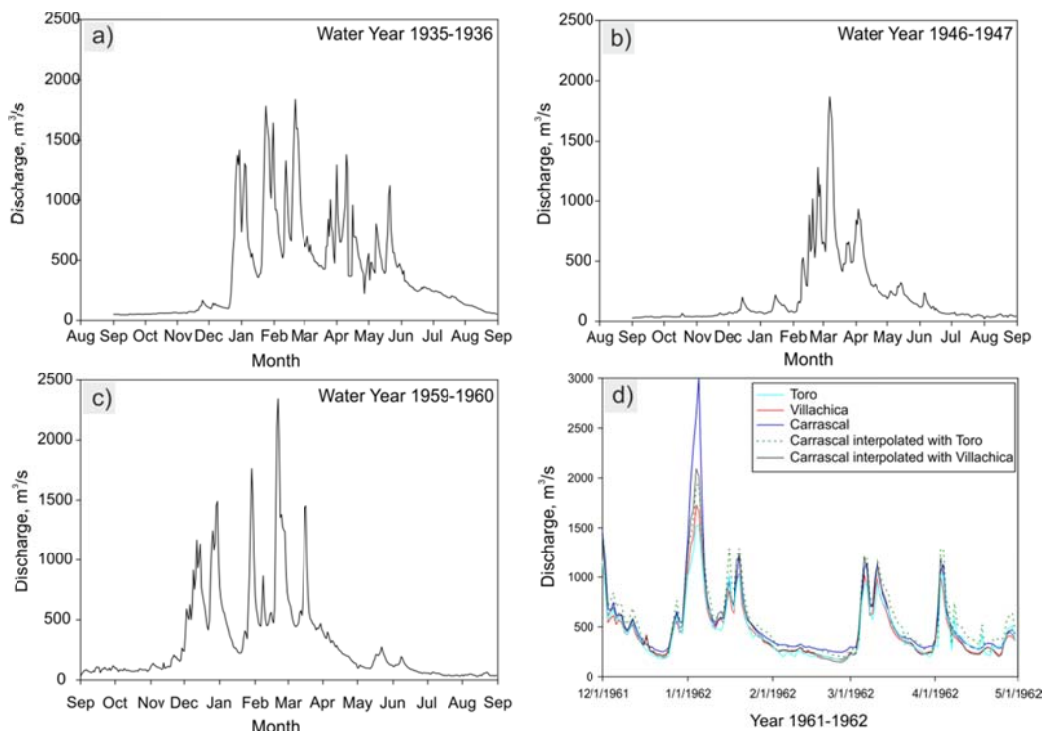 a)
Water Year 1935-1936
2500
2000
1500
1000
500
0
Discharge, m³/s
Aug Sep Oct Nov Dec Jan Feb Mar Apr May Jun Jul Aug Sep
Month
b)
Water Year 1946-1947
2500
2000
1500
1000
500
0
Discharge, m³/s
Aug Sep Oct Nov Dec Jan Feb Mar Apr May Jun Jul Aug Sep
Month
c)
Water Year 1959-1960
2500
2000
1500
1000
500
0
Discharge, m³/s
Sep Oct Nov Dec Jan Feb Mar Apr May Jun Jul Aug Sep
Month
d)
Toro
Villachica
Carrascal
Carrascal interpolated with Toro
Carrascal interpolated with Villachica
3000
2500
2000
1500
1000
500
0
Discharge, m³/s
12/1/1961 1/1/1962 2/1/1962 5/1/1962 4/1/1962 5/1/1962
Year 1961-1962